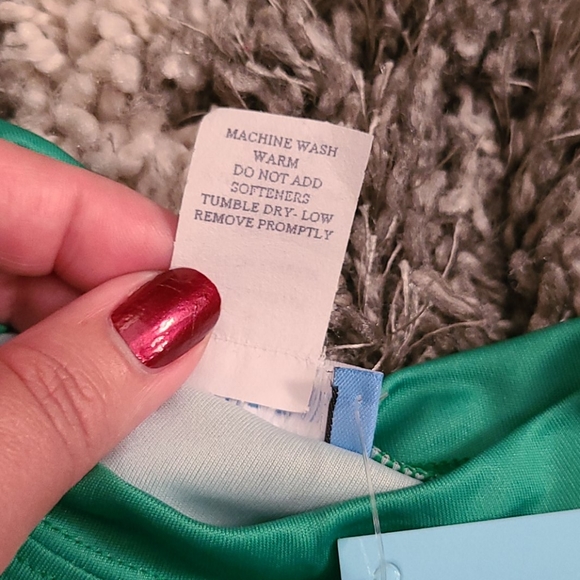 MACHINE WASH
WARM
DO NOT ADD
SOFTENERS
TUMBLE DRY- LOW
REMOVE PROMPTLY